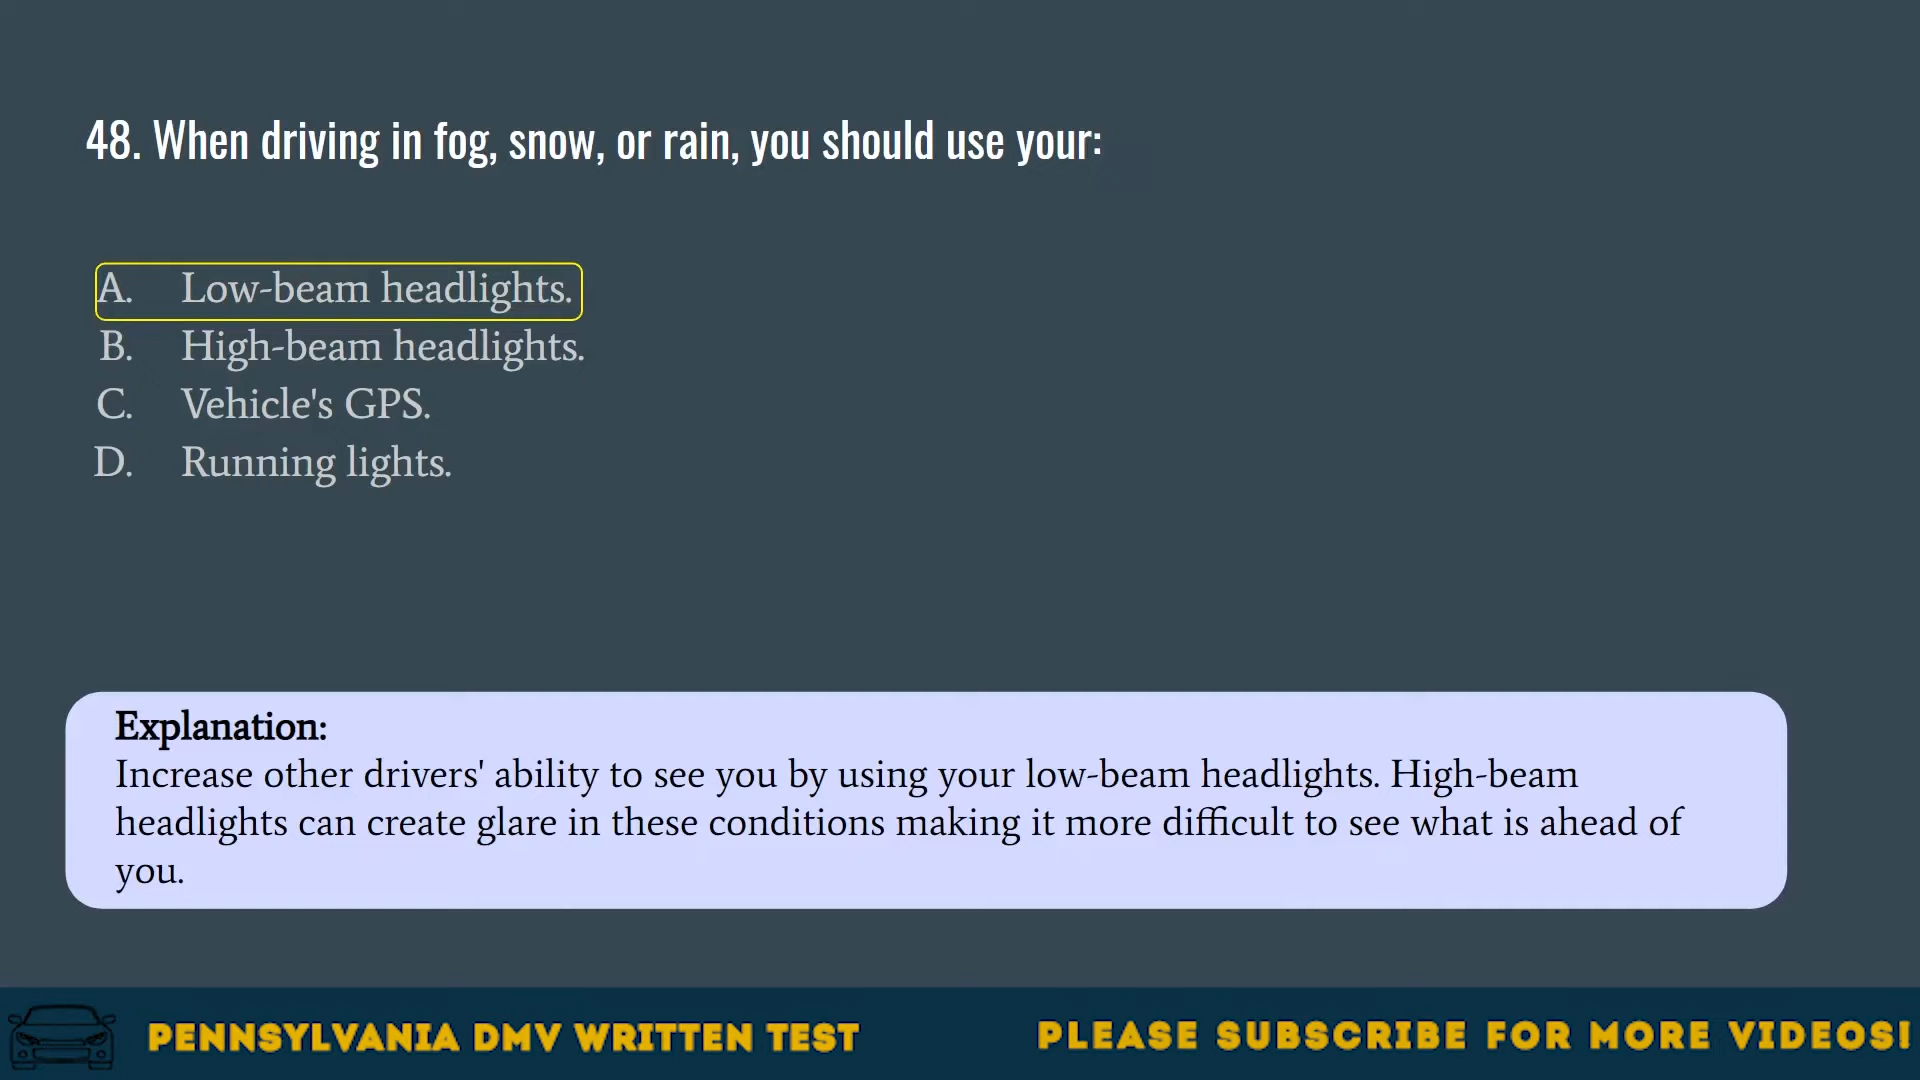 48. When driving in fog, snow, or rain, you should use your:
A. Low-beam headlights.
B. High-beam headlights.
C. Vehicle's GPS.
D. Running lights.
Explanation:
Increase other drivers' ability to see you by using your low-beam headlights. High-beam
headlights can create glare in these conditions making it more difficult to see what is ahead of
you.
PENNSYLVANIA DMV WRITTEN TEST
PLEASE SUBSCRIBE FOR MORE VIDEOS!